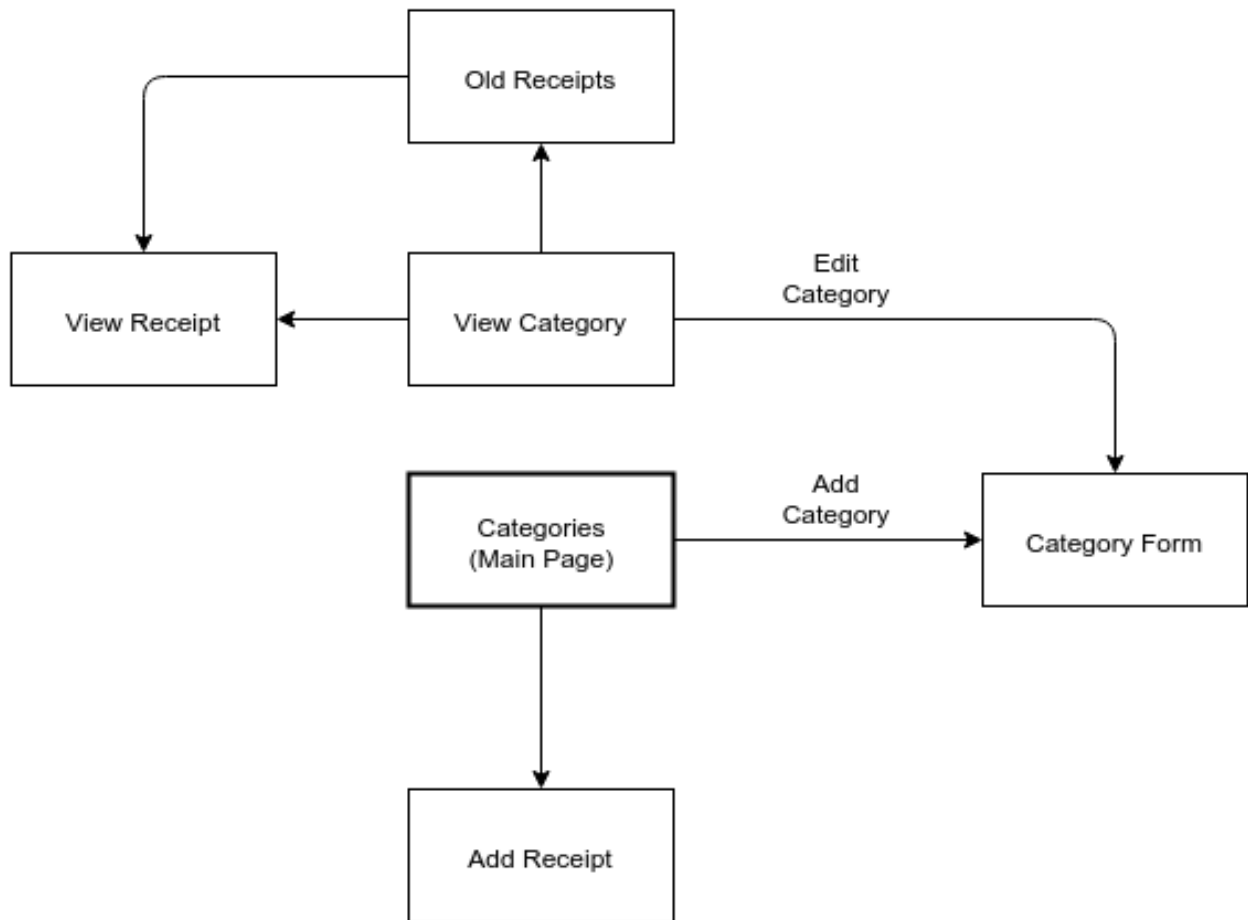 Old Receipts
View Receipt
View Category
Edit
Category
Categories
(Main Page)
Add
Category
Category Form
Add Receipt